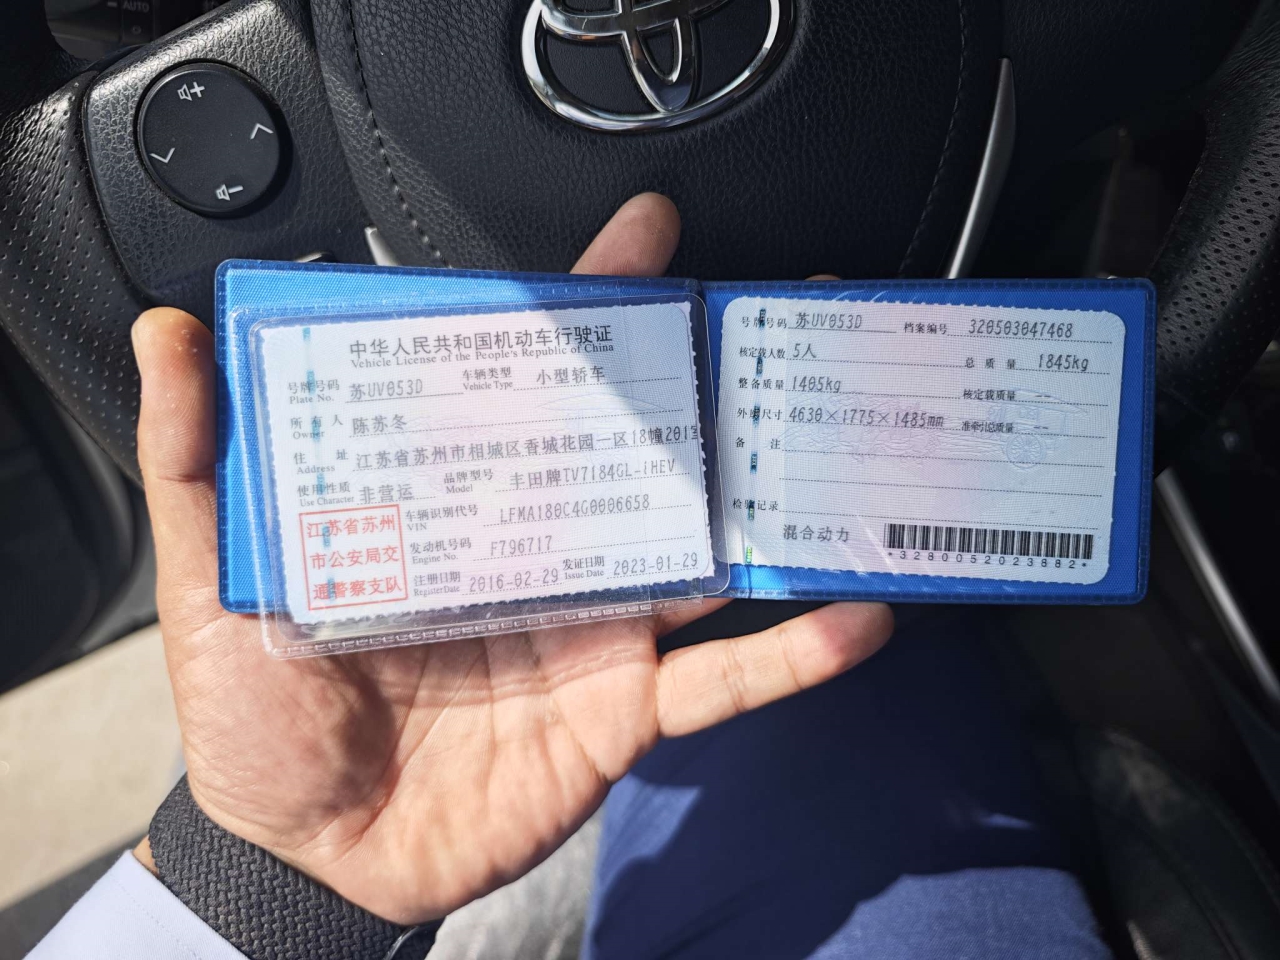 AUTO
中华人民共和国机动车行驶证
Vehicle License of the People's Republic of China
号牌号码 苏UV053D 车辆类型 小型轿车
Plate No. Vehicle Type
所有人 陈苏冬
Owner
住址 江苏省苏州市相城区香城花园一区18幢201室
Address
使用性质 非营运 品牌型号 丰田牌TV7184GL-iHEV
Use Character Model
江苏省苏州
市公安局交
通警察支队
车辆识别代号 LFMA180C4G0006658
VIN
发动机号码 F796717
Engine No.
注册日期 2016-02-29 发证日期 2023-01-29
Register Date Issue Date
号牌号码 苏UV053D 档案编号 320503047468
核定载人数 5人 总质量 1845kg
整备质量 1405kg 核定载质量 --
外廓尺寸 4630×1775×1485mm 准牵引总质量 --
备注
检验记录
混合动力
*3280052023882*